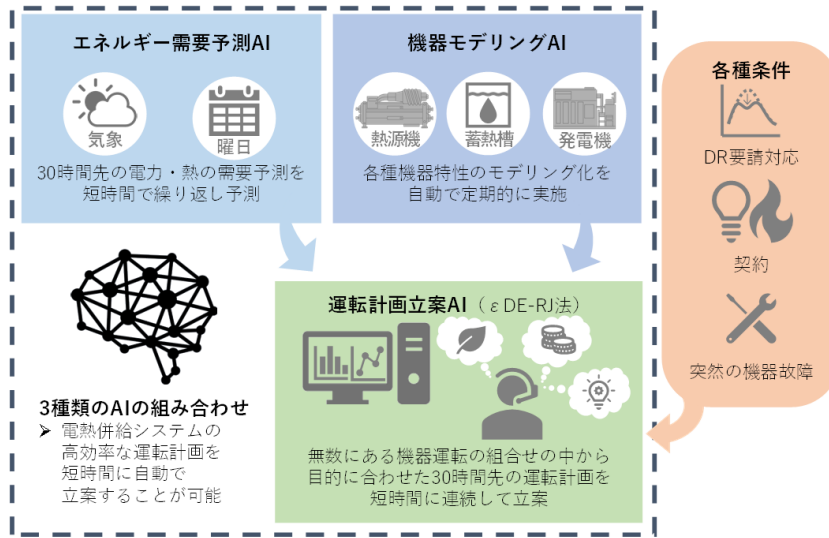 エネルギー需要予測AI
気象
曜日
30時間先の電力・熱の需要予測を
短時間で繰り返し予測
機器モデリングAI
熱源機
蓄熱槽
発電機
各種機器特性のモデリング化を
自動で定期的に実施
各種条件
DR要請対応
契約
突然の機器故障
3種類のAIの組み合わせ
➢ 電熱併給システムの
高効率な運転計画を
短時間に自動で
立案することが可能
運転計画立案AI（εDE-RJ法）
無数にある機器運転の組合せの中から
目的に合わせた30時間先の運転計画を
短時間に連続して立案